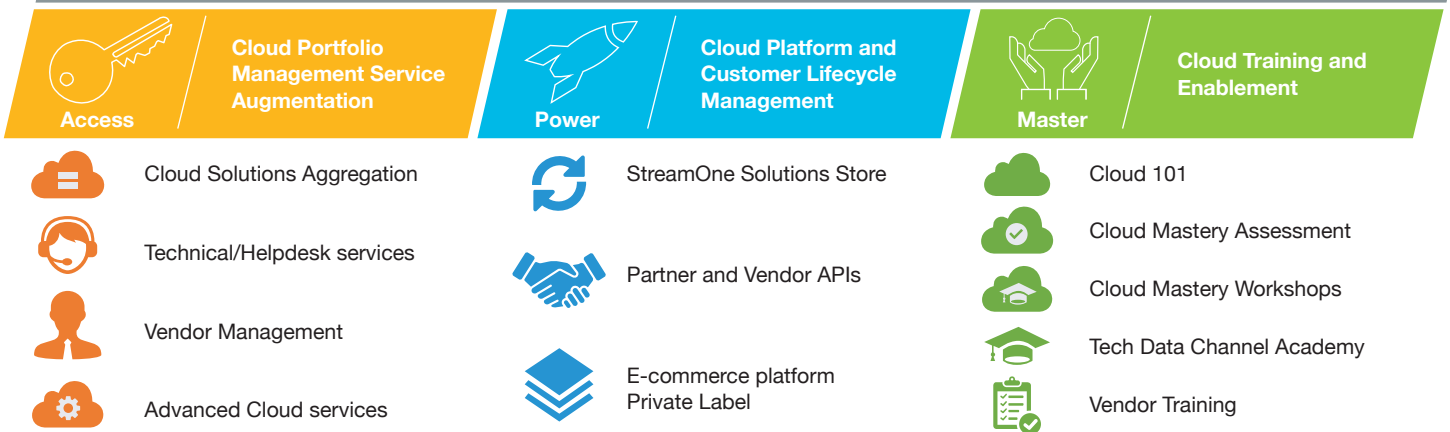 Access
Cloud Portfolio
Management Service
Augmentation
Cloud Solutions Aggregation
Technical/Helpdesk services
Vendor Management
Advanced Cloud services
Power
Cloud Platform and
Customer Lifecycle
Management
StreamOne Solutions Store
Partner and Vendor APIs
E-commerce platform
Private Label
Master
Cloud Training and
Enablement
Cloud 101
Cloud Mastery Assessment
Cloud Mastery Workshops
Tech Data Channel Academy
Vendor Training